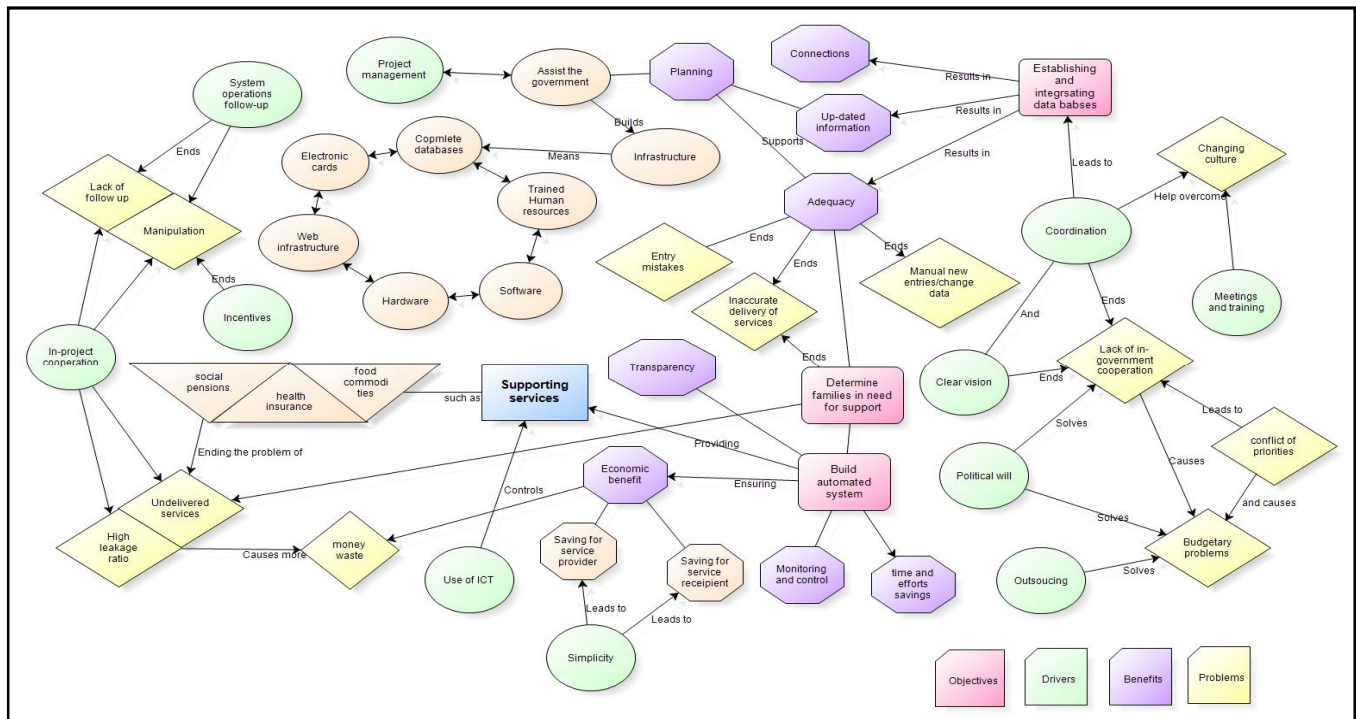 System
operations
follow-up
Project
management
Assist the
government
Planning
Connections
Results in
Establishing
and
integrsating
data babses
Up-dated
information
Results in
Builds
Supports
Results in
Leads to
Changing
culture
Ends
Electronic
cards
Copmlete
databases
Means
Infrastructure
Lack of
follow up
Trained
Human
resources
Adequacy
Help overcome
Manipulation
Web
infrastructure
Coordination
Entry
mistakes
Ends
Ends
Ends
Manual new
entries/change
data
Ends
Hardware
Software
Inaccurate
delivery of
services
Ends
Meetings
and training
Incentives
And
In-project
cooperation
social
pensions
health
insurance
food
commodi
ties
such as
Supporting
services
Transparency
Ends
Determine
families in need
for support
Clear vision
Ends
Lack of in-
government
cooperation
Leads to
Solves
conflict of
priorities
Ending the problem of
Providing
Causes
Economic
benefit
Ensuring
Build
automated
system
Political will
Controls
Undelivered
services
Solves
and causes
High
leakage
ratio
Causes more
money
waste
Saving for
service
provider
Saving for
service
receipient
Use of ICT
Monitoring
and control
time and
efforts
savings
Budgetary
problems
Outsoucing
Solves
Leads to
Leads to
Simplicity
Objectives
Drivers
Benefits
Problems